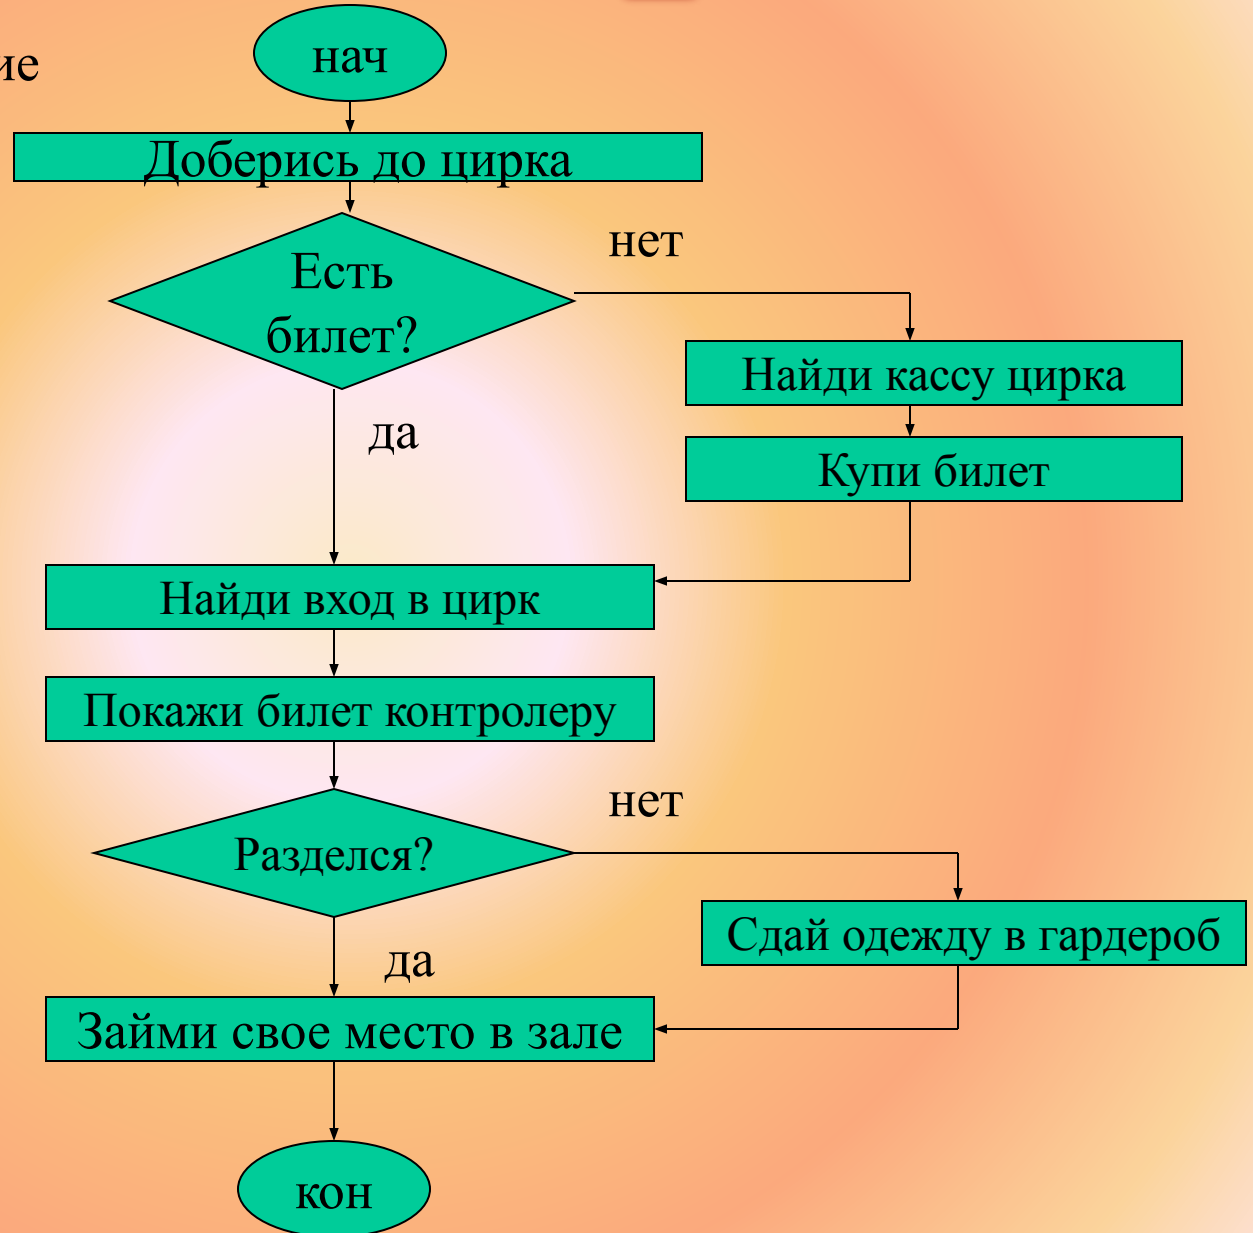 нач
Доберись до цирка
Есть
билет?
нет
Найди кассу цирка
да
Купи билет
Найди вход в цирк
Покажи билет контролеру
нет
Разделся?
Сдай одежду в гардероб
да
Займи свое место в зале
кон